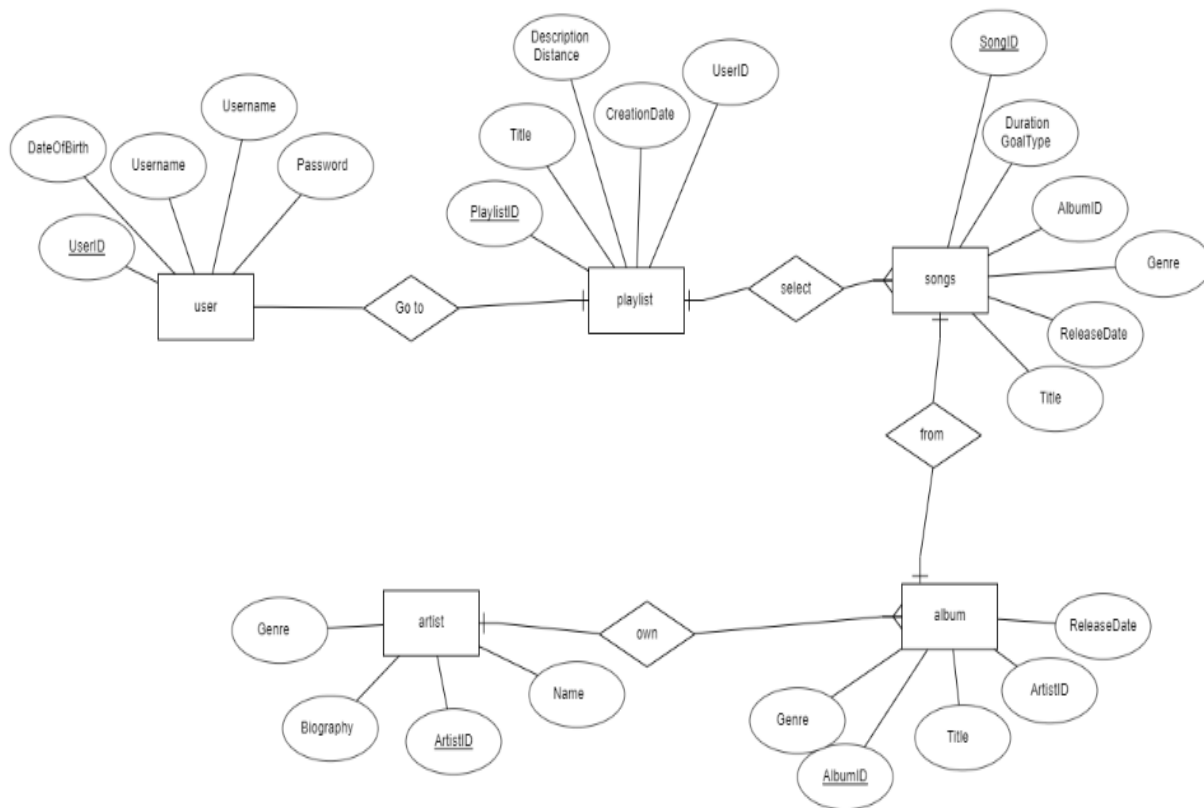 Description
Distance
UserID
SongID
Username
CreationDate
Duration
GoalType
DateOfBirth
Username
Password
Title
PlaylistID
AlbumID
UserID
Genre
user
Go to
playlist
select
songs
ReleaseDate
Title
from
Genre
artist
own
album
ReleaseDate
Biography
ArtistID
Name
Genre
AlbumID
Title
ArtistID